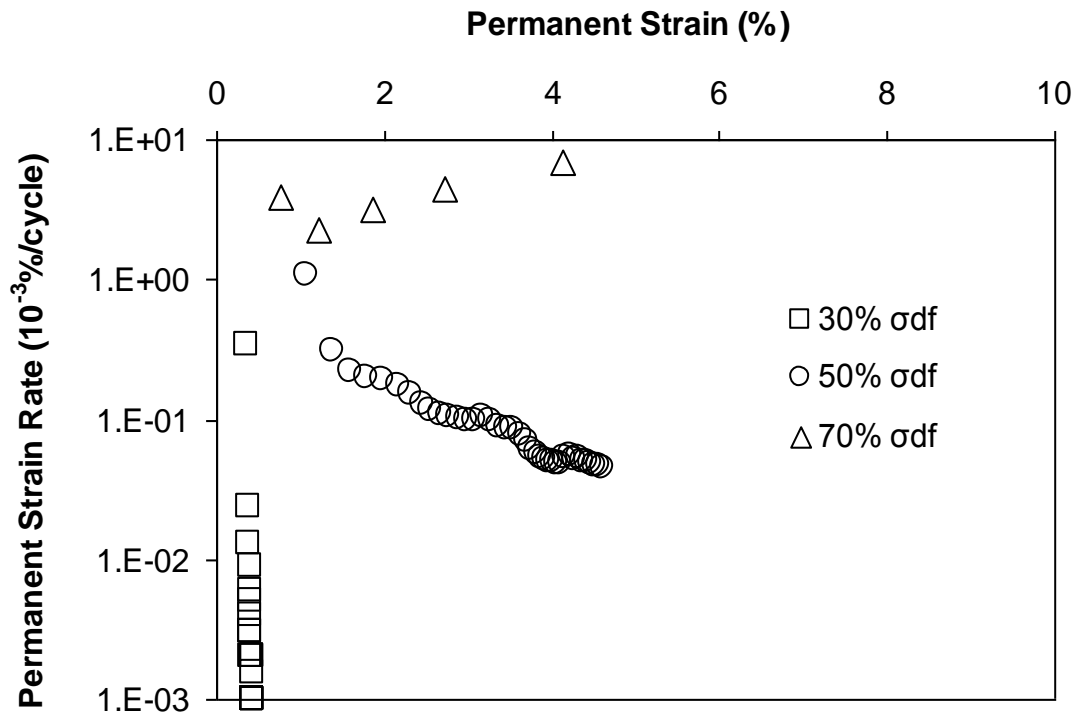 Permanent Strain (%)
0 2 4 6 8 10
Permanent Strain Rate (10⁻³%/cycle)
1.E+01
1.E+00
1.E-01
1.E-02
1.E-03
30% σdf
50% σdf
70% σdf